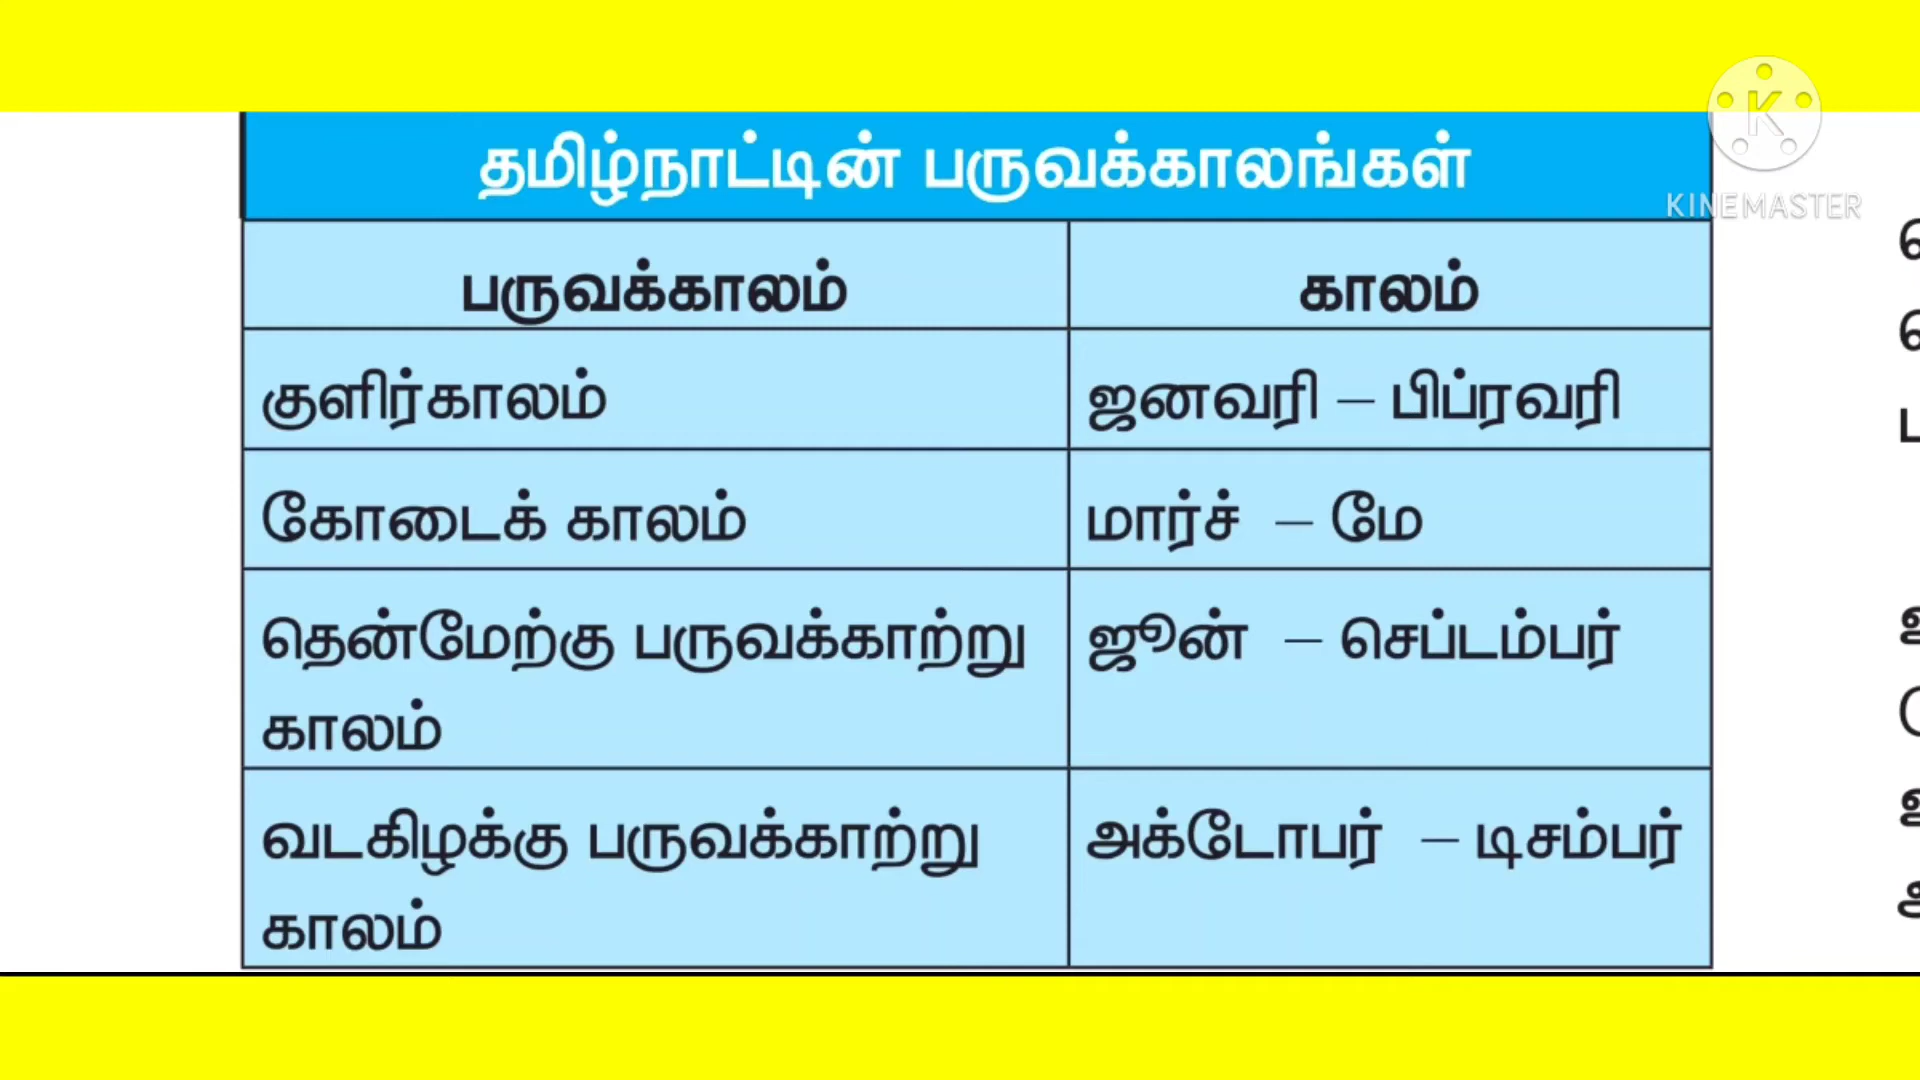 தமிழ்நாட்டின் பருவக்காலங்கள்
KINEMASTER
பருவக்காலம் காலம்
குளிர்காலம் ஜனவரி – பிப்ரவரி
கோடைக் காலம் மார்ச் – மே
தென்மேற்கு பருவக்காற்று ஜூன் – செப்டம்பர்
காலம்
வடகிழக்கு பருவக்காற்று அக்டோபர் – டிசம்பர்
காலம்